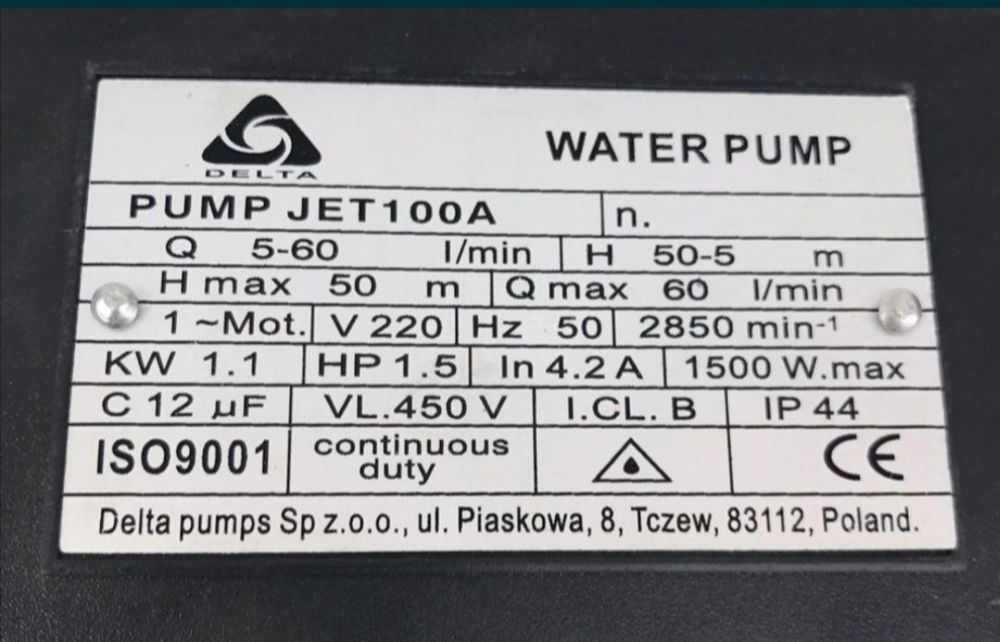 DELTA
WATER PUMP
PUMP JET100A n.
Q 5-60 l/min H 50-5 m
H max 50 m Q max 60 l/min
1 ~Mot. V 220 Hz 50 2850 min-1
KW 1.1 HP 1.5 In 4.2 A 1500 W.max
C 12 µF VL.450 V I.CL. B IP 44
ISO9001 continuous duty CE
Delta pumps Sp z.o.o., ul. Piaskowa, 8, Tczew, 83112, Poland.